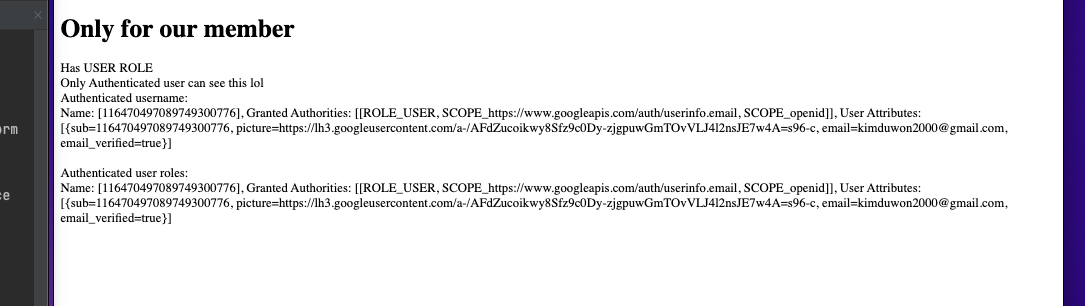 Only for our member
Has USER ROLE
Only Authenticated user can see this lol
Authenticated username:
Name: [116470497089749300776], Granted Authorities: [[ROLE_USER, SCOPE_https://www.googleapis.com/auth/userinfo.email, SCOPE_openid]], User Attributes:
[{sub=116470497089749300776, picture=https://lh3.googleusercontent.com/a-/AFdZucoikwy8Sfz9c0Dy-zjgpuwGmTOvVLJ4l2nsJE7w4A=s96-c, email=kimduwon2000@gmail.com,
orm
email_verified=true}]
Authenticated user roles:
Name: [116470497089749300776], Granted Authorities: [[ROLE_USER, SCOPE_https://www.googleapis.com/auth/userinfo.email, SCOPE_openid]], User Attributes:
ce
[{sub=116470497089749300776, picture=https://lh3.googleusercontent.com/a-/AFdZucoikwy8Sfz9c0Dy-zjgpuwGmTOvVLJ4l2nsJE7w4A=s96-c, email=kimduwon2000@gmail.com,
email_verified=true}]